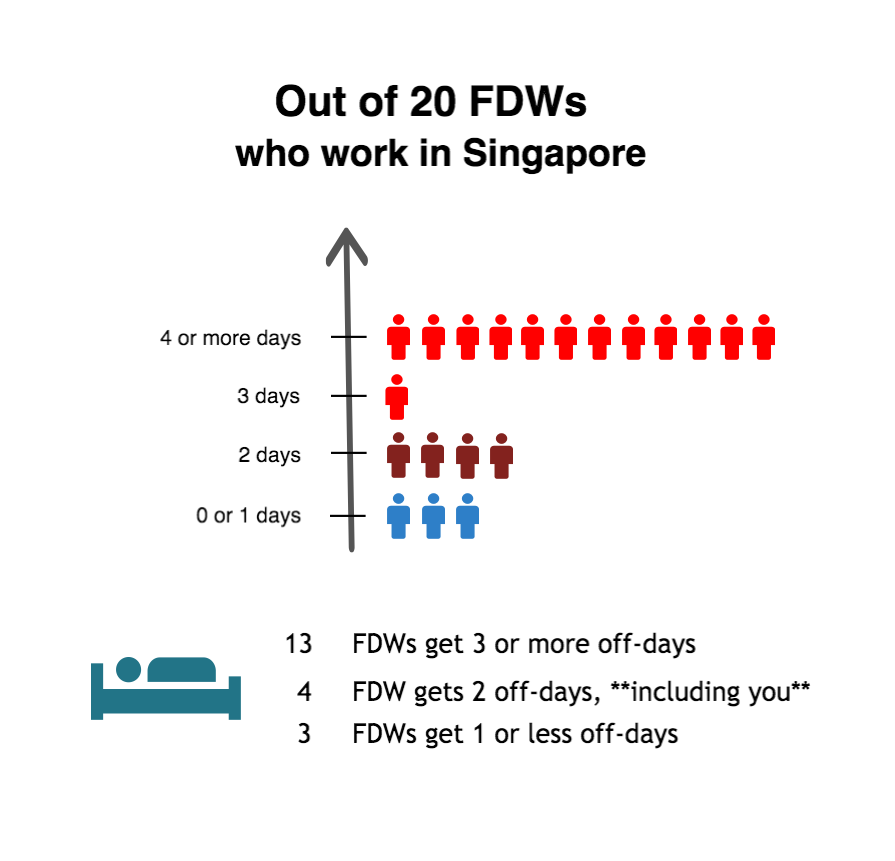 Out of 20 FDWs
who work in Singapore
4 or more days
3 days
2 days
0 or 1 days
13 FDWs get 3 or more off-days
4 FDW gets 2 off-days, **including you**
3 FDWs get 1 or less off-days